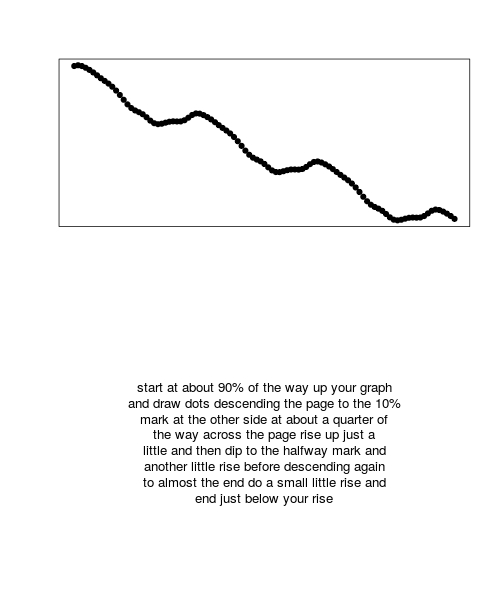 start at about 90% of the way up your graph
and draw dots descending the page to the 10%
mark at the other side at about a quarter of
the way across the page rise up just a
little and then dip to the halfway mark and
another little rise before descending again
to almost the end do a small little rise and
end just below your rise